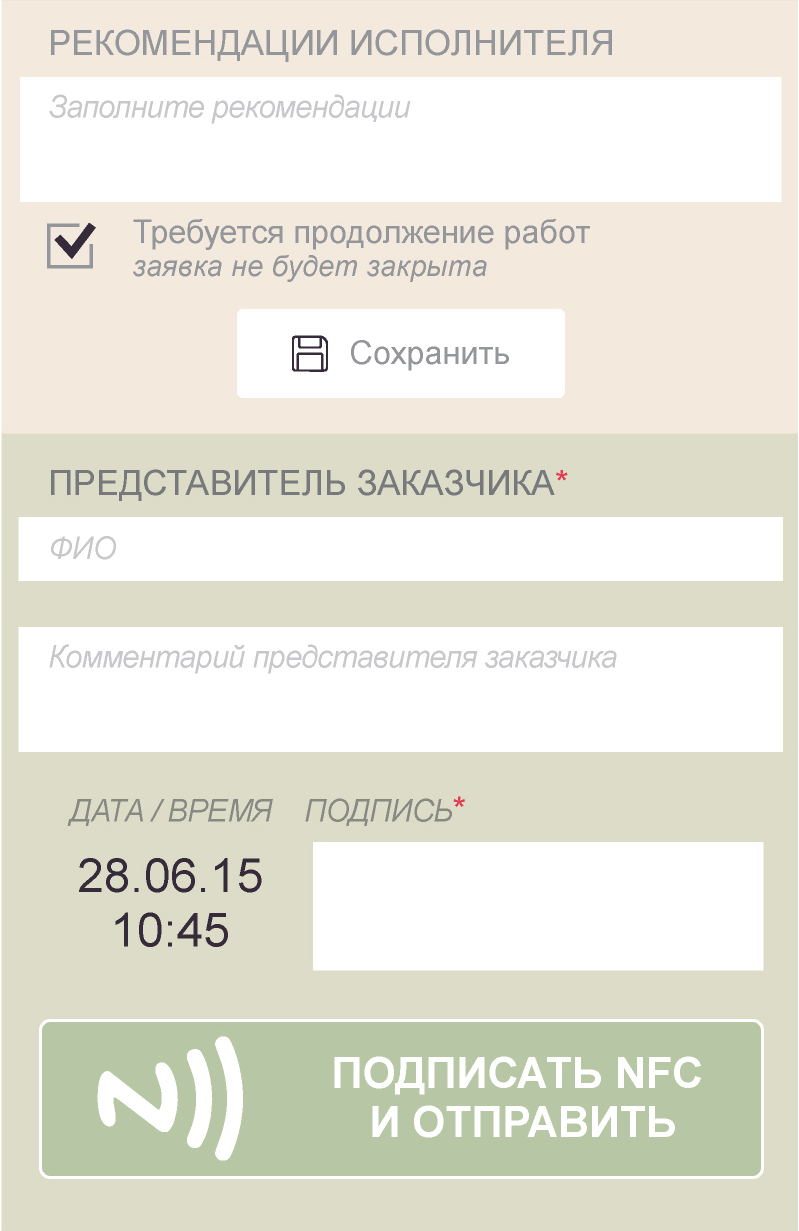 РЕКОМЕНДАЦИИ ИСПОЛНИТЕЛЯ
Заполните рекомендации
Требуется продолжение работ
заявка не будет закрыта
Сохранить
ПРЕДСТАВИТЕЛЬ ЗАКАЗЧИКА*
ФИО
Комментарий представителя заказчика
ДАТА / ВРЕМЯ ПОДПИСЬ*
28.06.15
10:45
ПОДПИСАТЬ NFC
И ОТПРАВИТЬ